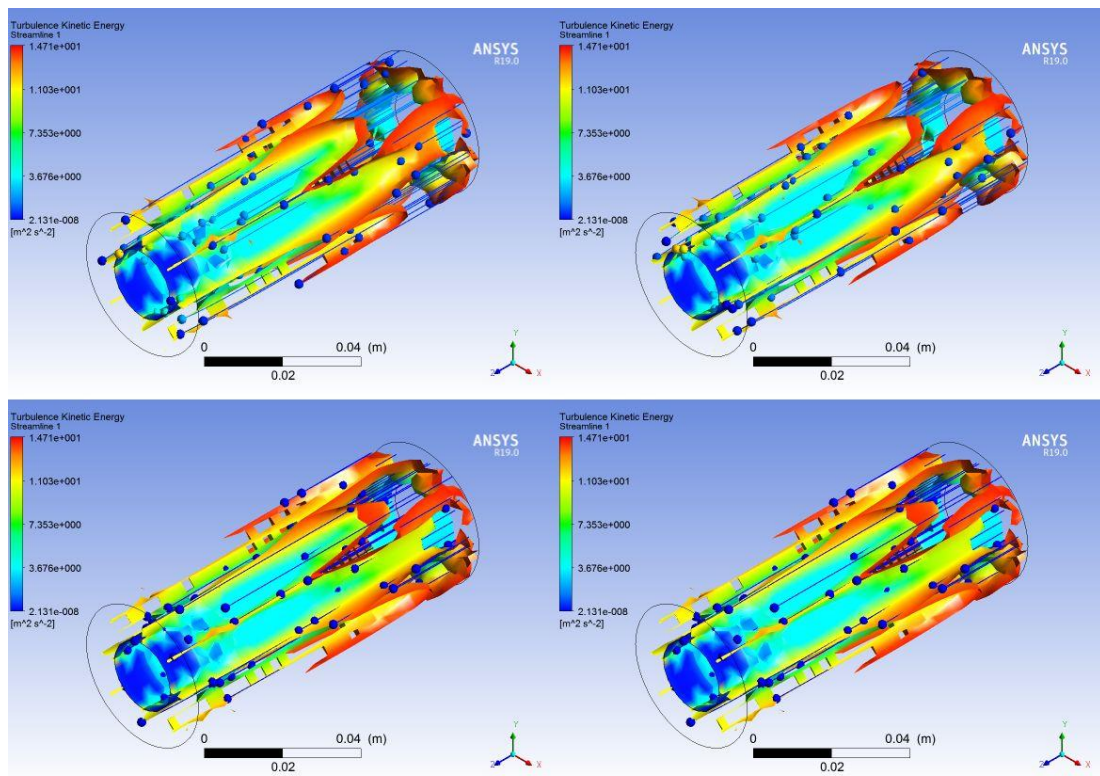 Turbulence Kinetic Energy
Streamline 1
1.471e+001
1.103e+000
7.353e+000
3.676e+000
2.131e-008
[m^2 s^-2]
ANSYS
R19.0
0 0.04 (m)
0.02
Y
Z X
Turbulence Kinetic Energy
Streamline 1
1.471e+001
1.103e+000
7.353e+000
3.676e+000
2.131e-008
[m^2 s^-2]
ANSYS
R19.0
0 0.04 (m)
0.02
Y
Z X
Turbulence Kinetic Energy
Streamline 1
1.471e+001
1.103e+000
7.353e+000
3.676e+000
2.131e-008
[m^2 s^-2]
ANSYS
R19.0
0 0.04 (m)
0.02
Y
Z X
Turbulence Kinetic Energy
Streamline 1
1.471e+001
1.103e+000
7.353e+000
3.676e+000
2.131e-008
[m^2 s^-2]
ANSYS
R19.0
0 0.04 (m)
0.02
Y
Z X